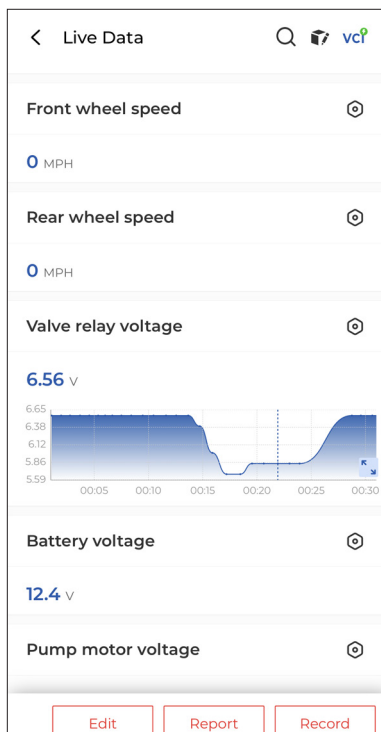 Live Data
vci
Front wheel speed
0 MPH
Rear wheel speed
0 MPH
Valve relay voltage
6.56 V
6.65
6.38
6.12
5.86
5.59
00:05 00:10 00:15 00:20 00:25 00:30
Battery voltage
12.4 V
Pump motor voltage
Edit Report Record